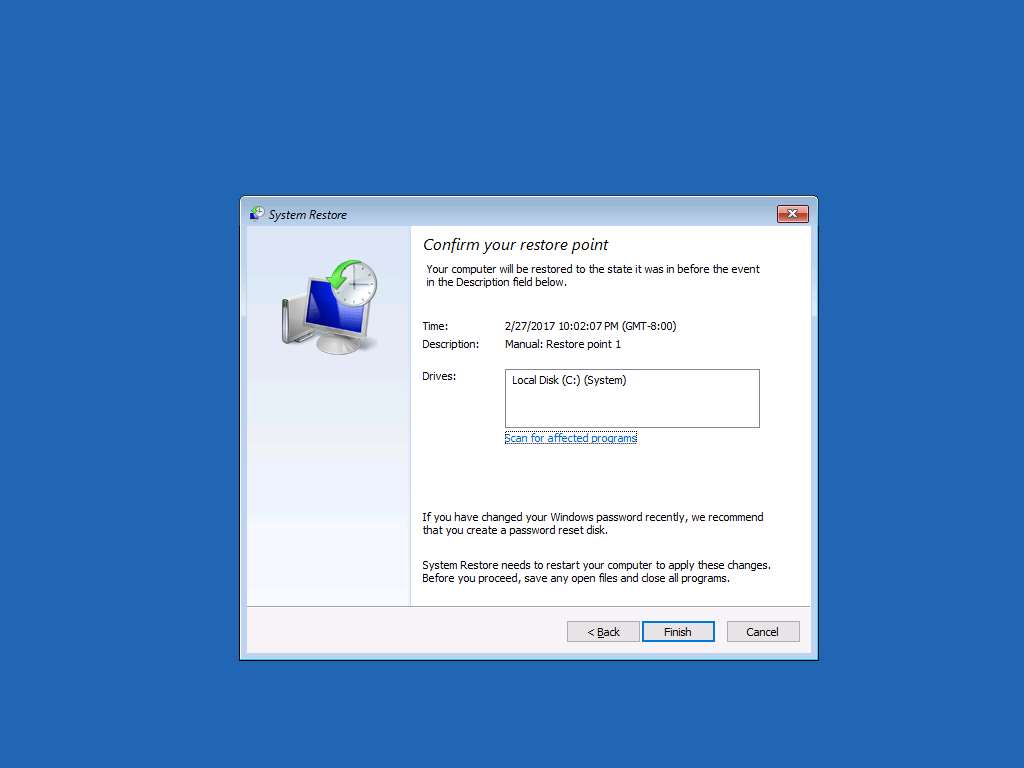 System Restore
Confirm your restore point
Your computer will be restored to the state it was in before the event
in the Description field below.
Time: 2/27/2017 10:02:07 PM (GMT-8:00)
Description: Manual: Restore point 1
Drives: Local Disk (C:) (System)
Scan for affected programs
If you have changed your Windows password recently, we recommend
that you create a password reset disk.
System Restore needs to restart your computer to apply these changes.
Before you proceed, save any open files and close all programs.
< Back Finish Cancel